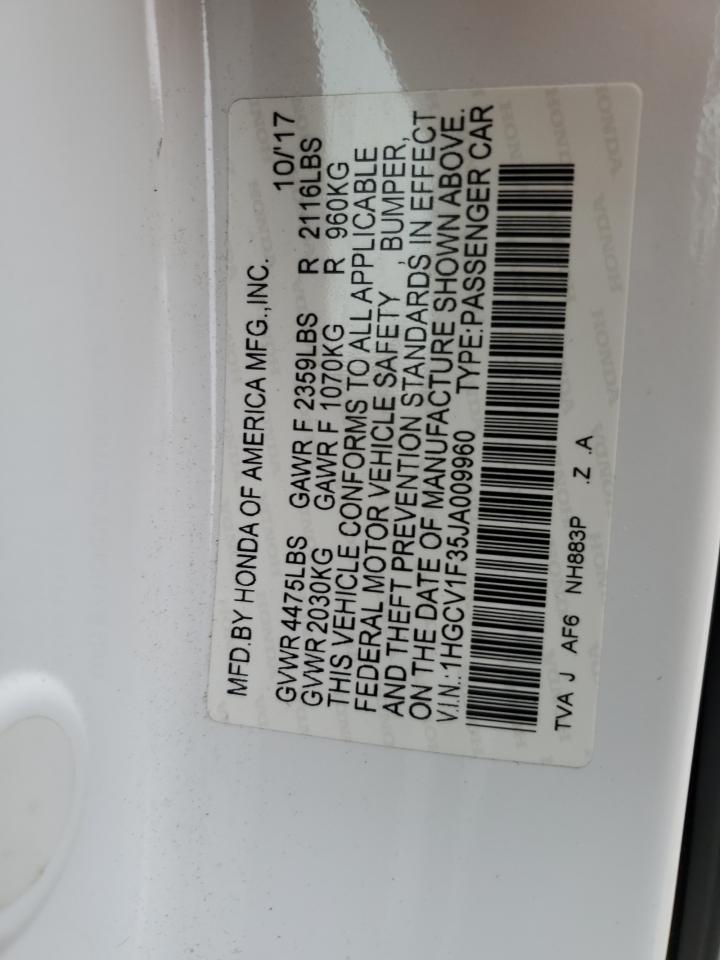 MFD.BY HONDA OF AMERICA MFG.,INC. 10/'17
GVWR 4475LBS GAWR F 2359LBS R 2116LBS
GVWR 2030KG GAWR F 1070KG R 960KG
THIS VEHICLE CONFORMS TO ALL APPLICABLE
FEDERAL MOTOR VEHICLE SAFETY , BUMPER,
AND THEFT PREVENTION STANDARDS IN EFFECT
ON THE DATE OF MANUFACTURE SHOWN ABOVE.
V.I.N.:1HGCV1F35JA009960 TYPE:PASSENGER CAR
TVA J AF6 NH883P .Z .A